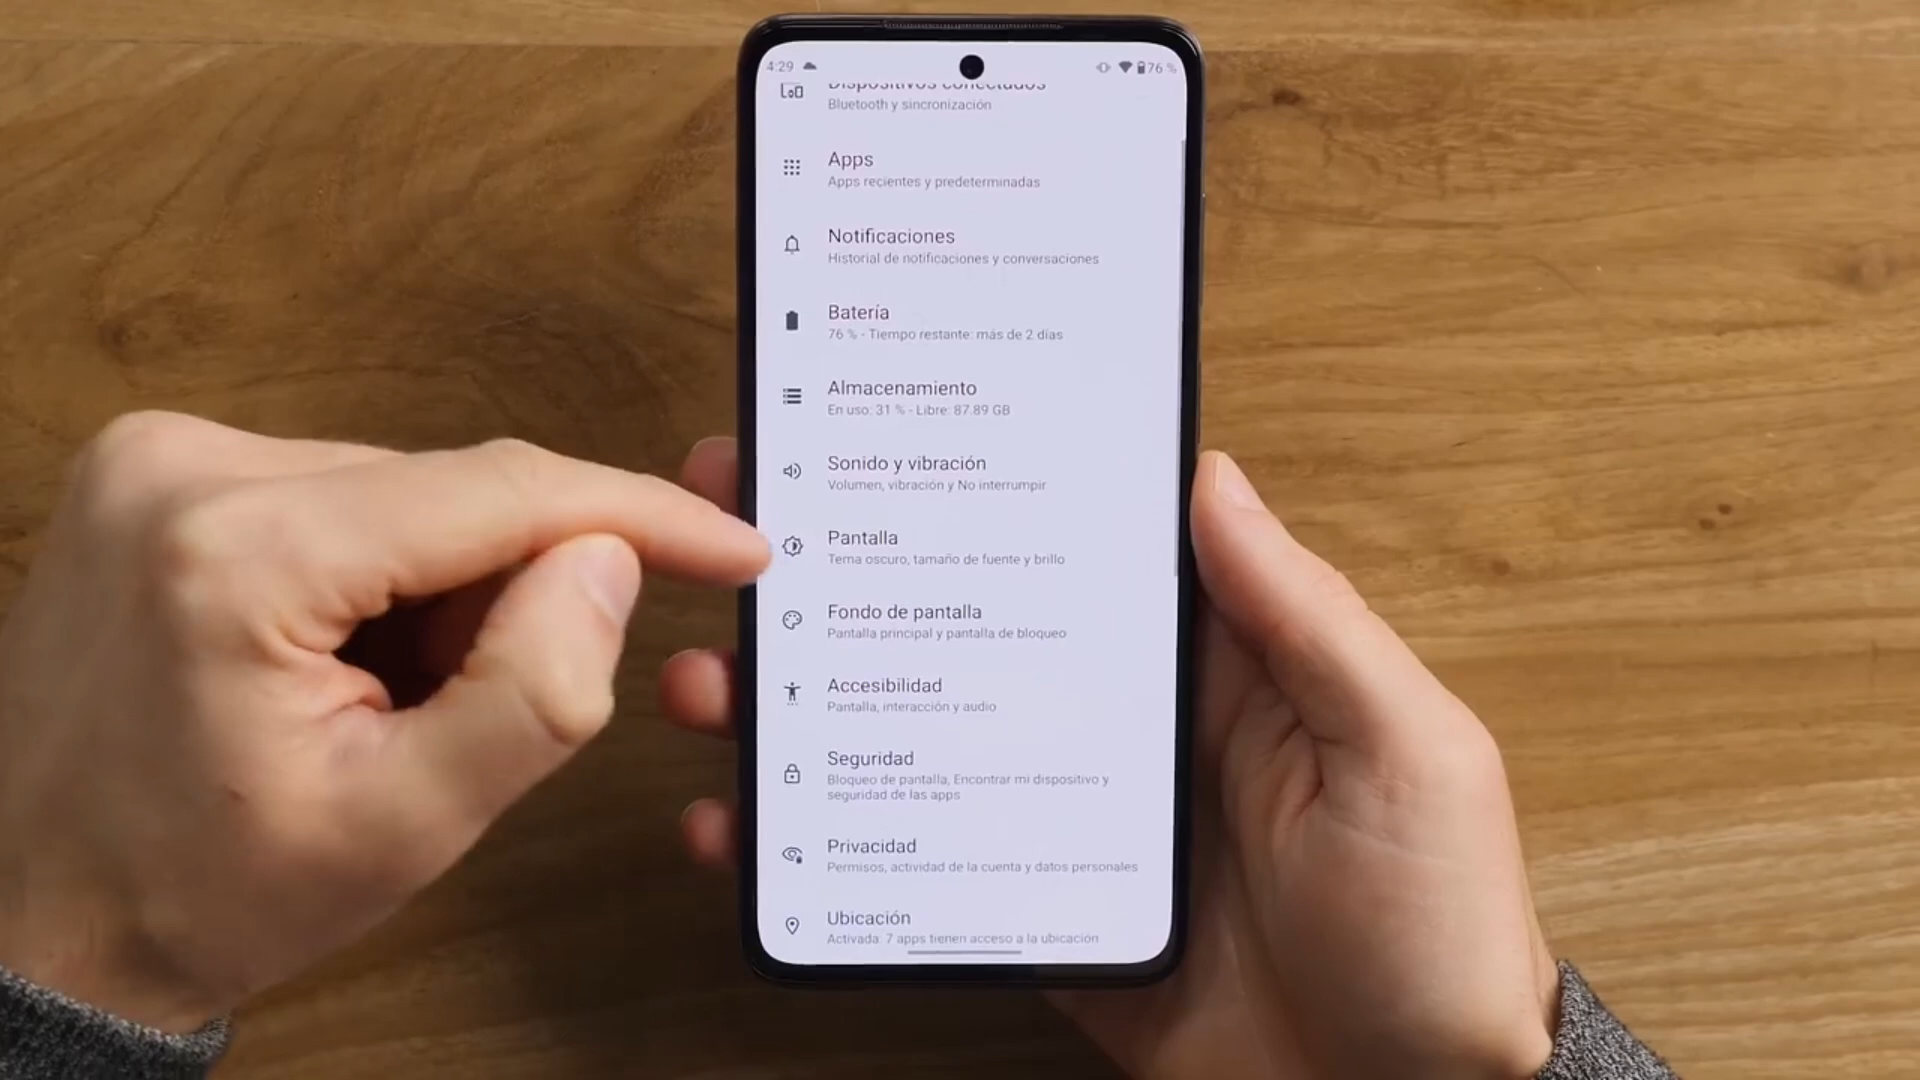 4:29
76 %
Dispositivos conectados
Bluetooth y sincronización
Apps
Apps recientes y predeterminadas
Notificaciones
Historial de notificaciones y conversaciones
Batería
76 % - Tiempo restante: más de 2 días
Almacenamiento
En uso: 31 % - Libre: 87.89 GB
Sonido y vibración
Volumen, vibración y No interrumpir
Pantalla
Tema oscuro, tamaño de fuente y brillo
Fondo de pantalla
Pantalla principal y pantalla de bloqueo
Accesibilidad
Pantalla, interacción y audio
Seguridad
Bloqueo de pantalla, Encontrar mi dispositivo y
seguridad de las apps
Privacidad
Permisos, actividad de la cuenta y datos personales
Ubicación
Activada: 7 apps tienen acceso a la ubicación